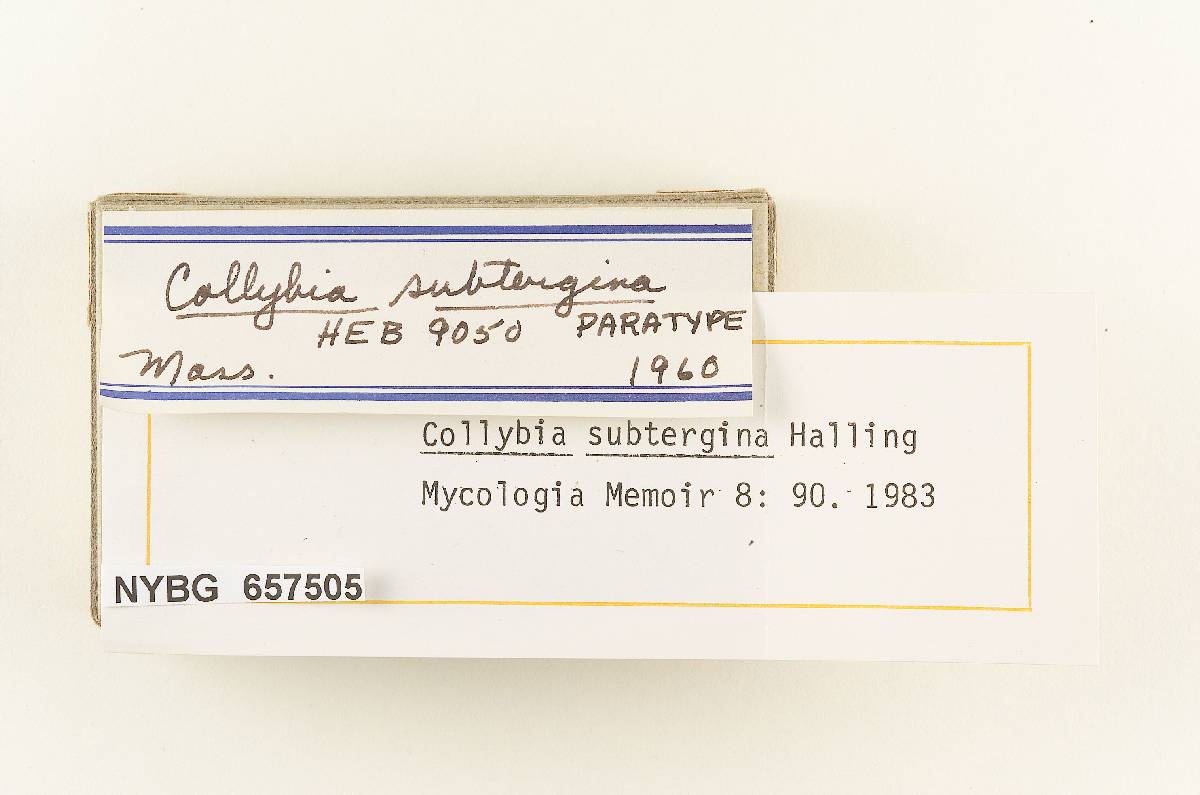 Collybia subtergina
HEB 9050 PARATYPE
Mass. 1960
Collybia subtergina Halling
Mycologia Memoir 8: 90. 1983
NYBG 657505